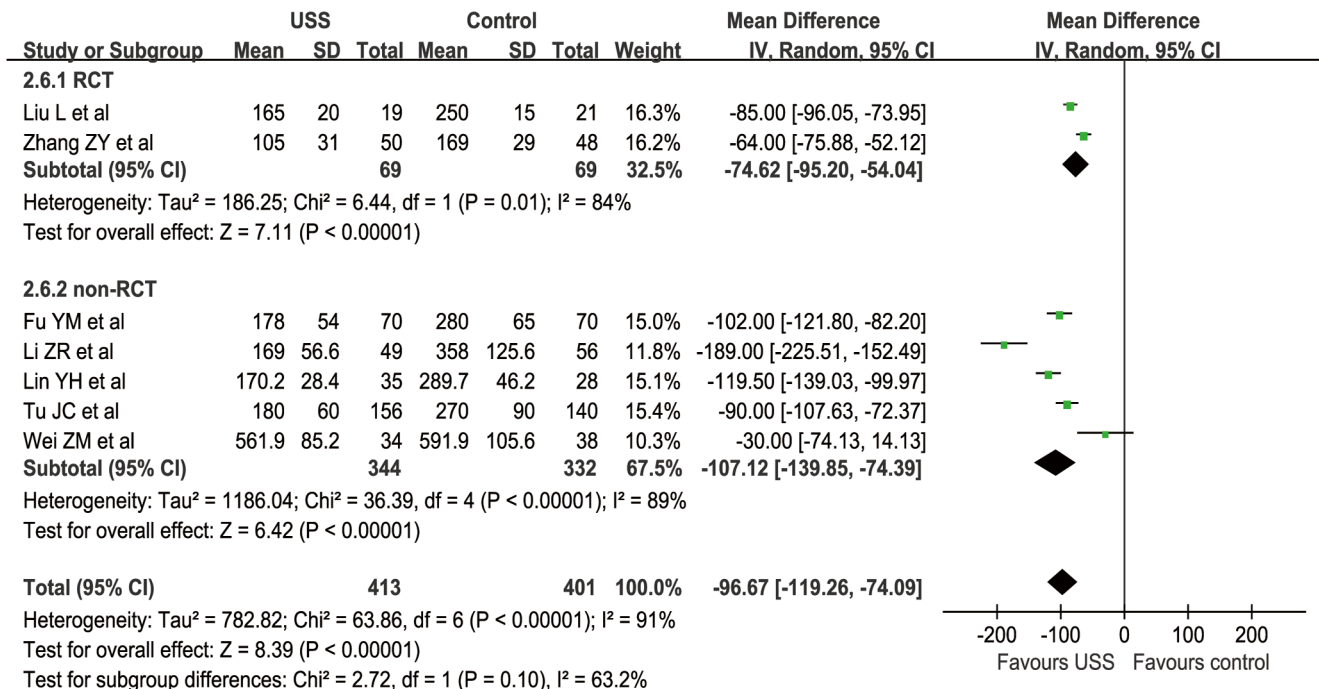 USS Control Mean Difference Mean Difference
Study or Subgroup Mean SD Total Mean SD Total Weight IV, Random, 95% CI IV, Random, 95% CI
2.6.1 RCT
Liu L et al 165 20 19 250 15 21 16.3% -85.00 [-96.05, -73.95]
Zhang ZY et al 105 31 50 169 29 48 16.2% -64.00 [-75.88, -52.12]
Subtotal (95% CI) 69 69 32.5% -74.62 [-95.20, -54.04]
Heterogeneity: Tau² = 186.25; Chi² = 6.44, df = 1 (P = 0.01); I² = 84%
Test for overall effect: Z = 7.11 (P < 0.00001)
2.6.2 non-RCT
Fu YM et al 178 54 70 280 65 70 15.0% -102.00 [-121.80, -82.20]
Li ZR et al 169 56.6 49 358 125.6 56 11.8% -189.00 [-225.51, -152.49]
Lin YH et al 170.2 28.4 35 289.7 46.2 28 15.1% -119.50 [-139.03, -99.97]
Tu JC et al 180 60 156 270 90 140 15.4% -90.00 [-107.63, -72.37]
Wei ZM et al 561.9 85.2 34 591.9 105.6 38 10.3% -30.00 [-74.13, 14.13]
Subtotal (95% CI) 344 332 67.5% -107.12 [-139.85, -74.39]
Heterogeneity: Tau² = 1186.04; Chi² = 36.39, df = 4 (P < 0.00001); I² = 89%
Test for overall effect: Z = 6.42 (P < 0.00001)
Total (95% CI) 413 401 100.0% -96.67 [-119.26, -74.09]
Heterogeneity: Tau² = 782.82; Chi² = 63.86, df = 6 (P < 0.00001); I² = 91%
Test for overall effect: Z = 8.39 (P < 0.00001)
Test for subgroup differences: Chi² = 2.72, df = 1 (P = 0.10), I² = 63.2%
-200 -100 0 100 200
Favours USS Favours control